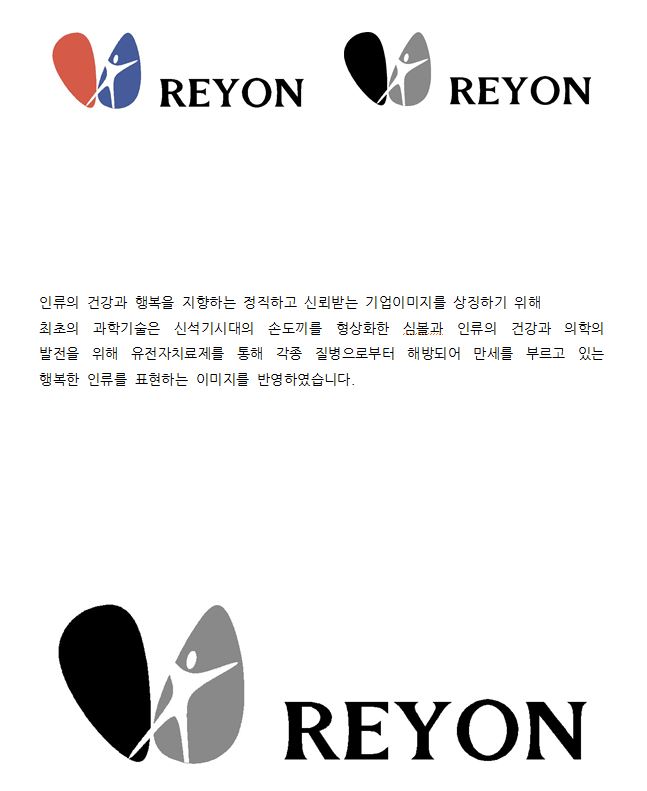 REYON
REYON
인류의 건강과 행복을 지향하는 정직하고 신뢰받는 기업이미지를 상징하기 위해
최초의 과학기술은 신석기시대의 손도끼를 형상화한 심볼과 인류의 건강과 의학의
발전을 위해 유전자치료제를 통해 각종 질병으로부터 해방되어 만세를 부르고 있는
행복한 인류를 표현하는 이미지를 반영하였습니다.
REYON